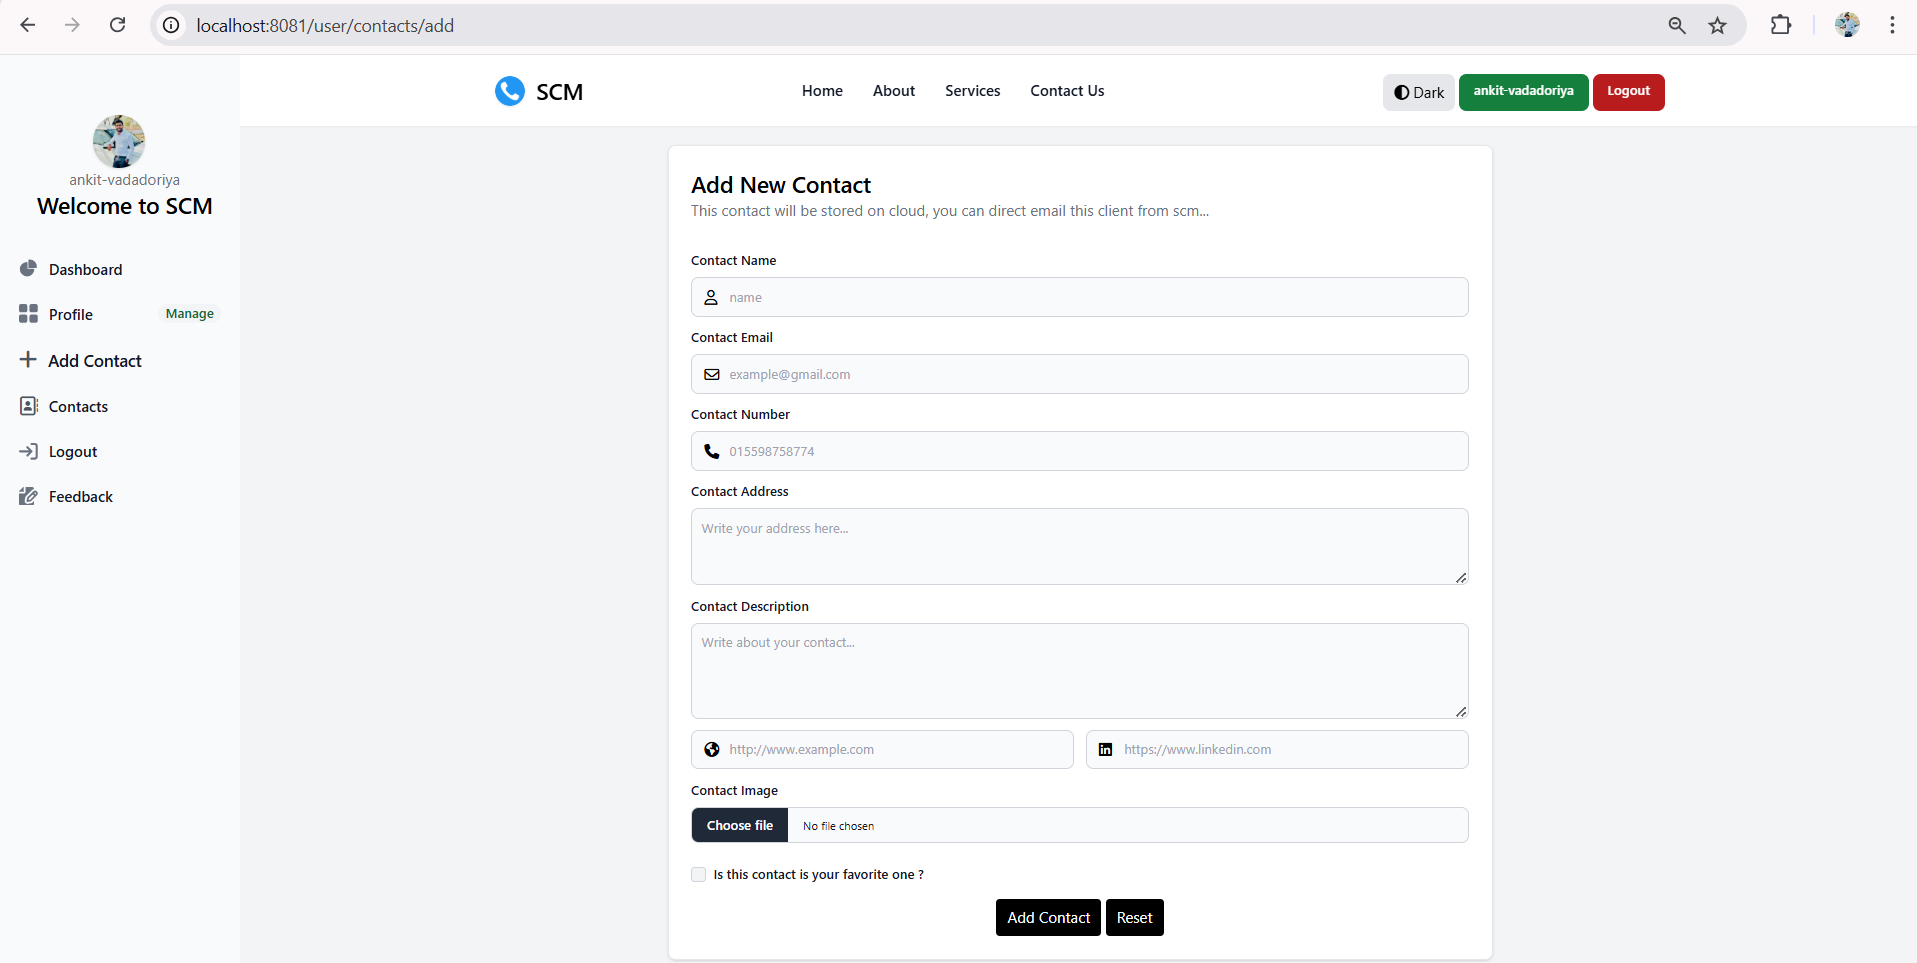 localhost:8081/user/contacts/add
SCM
Home About Services Contact Us
Dark ankit-vadadoriya Logout
ankit-vadadoriya
Welcome to SCM
Dashboard
Profile Manage
Add Contact
Contacts
Logout
Feedback
Add New Contact
This contact will be stored on cloud, you can direct email this client from scm...
Contact Name
name
Contact Email
example@gmail.com
Contact Number
015598758774
Contact Address
Write your address here...
Contact Description
Write about your contact...
http://www.example.com https://www.linkedin.com
Contact Image
Choose file No file chosen
Is this contact is your favorite one ?
Add Contact Reset